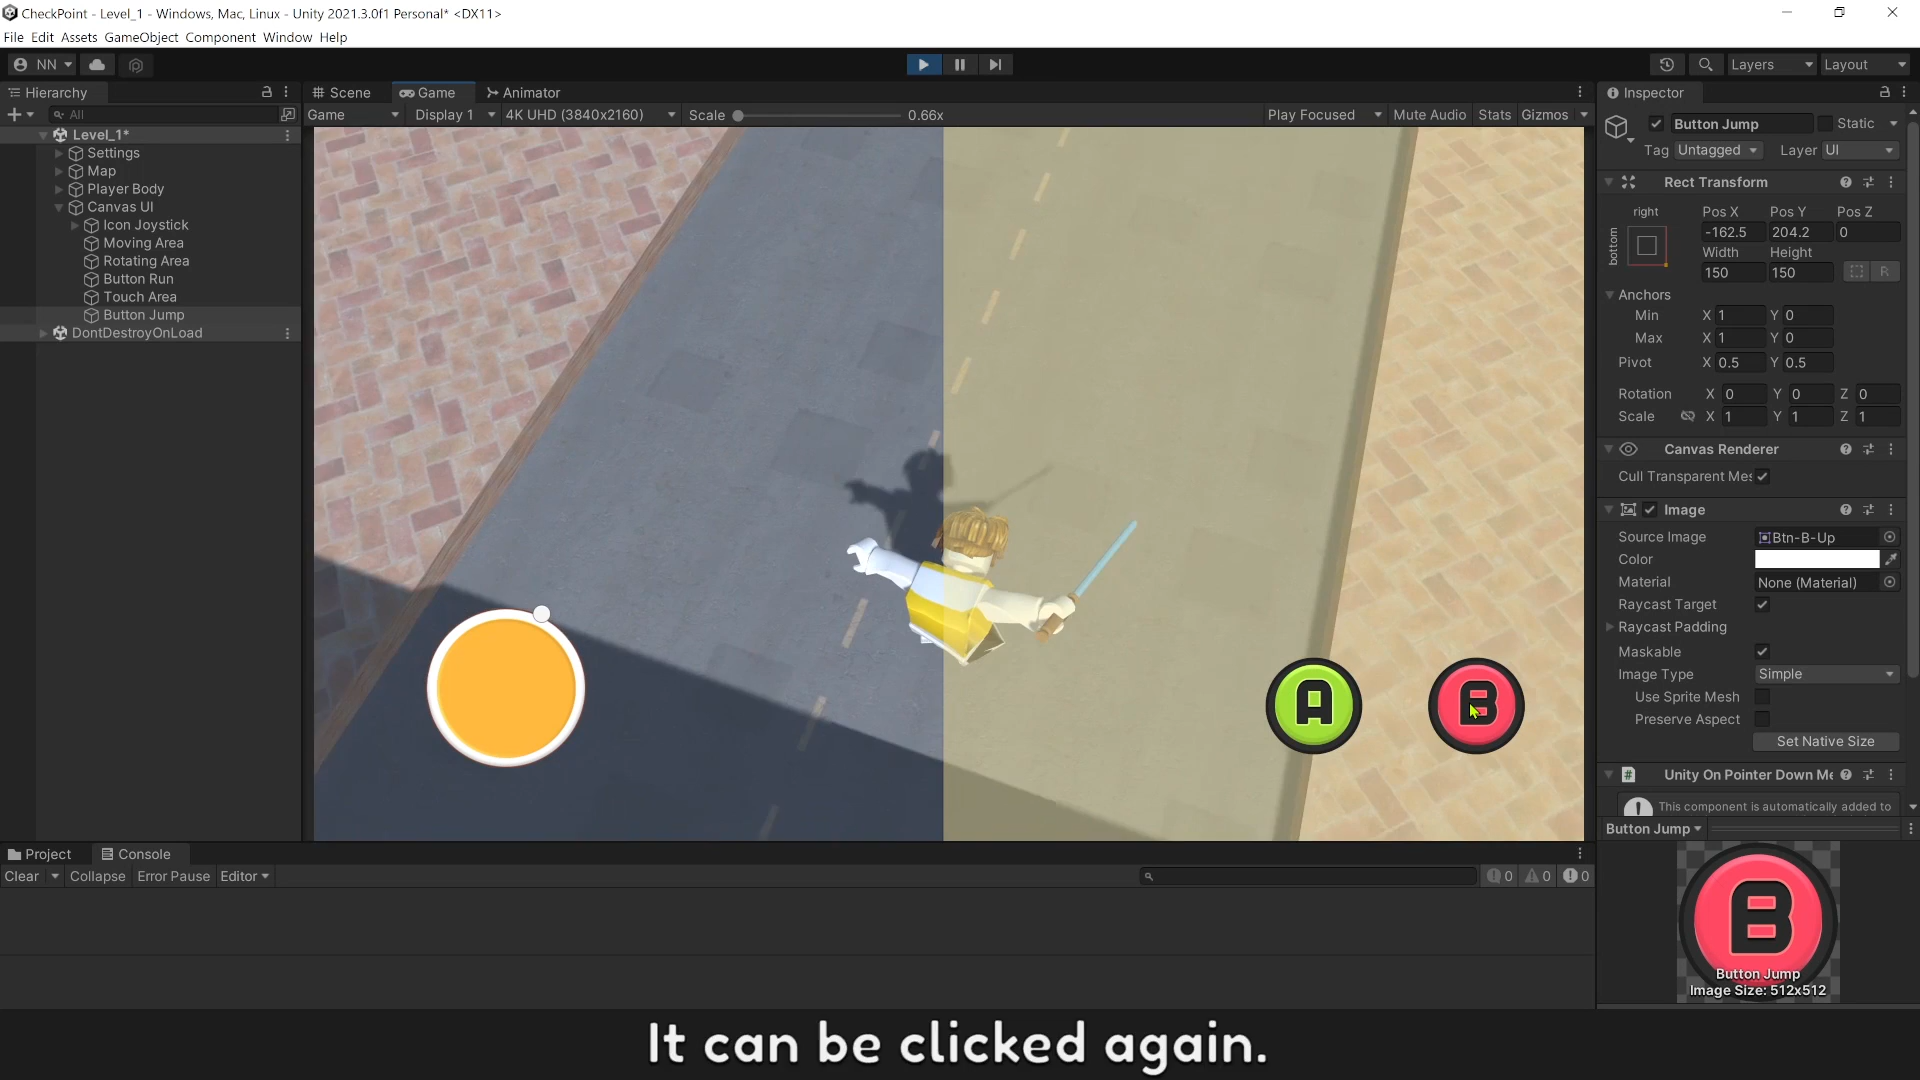 CheckPoint - Level_1 - Windows, Mac, Linux - Unity 2021.3.0f1 Personal* <DX11>
File Edit Assets GameObject Component Window Help
NN
Layers
Layout
Hierarchy
Scene
Game
Animator
Inspector
All
Game
Display 1
4K UHD (3840x2160)
Scale
0.66x
Play Focused
Mute Audio
Stats
Gizmos
Level_1*
Settings
Map
Player Body
Canvas UI
Icon Joystick
Moving Area
Rotating Area
Button Run
Touch Area
Button Jump
DontDestroyOnLoad
A
B
Button Jump
Static
Tag Untagged
Layer UI
Rect Transform
right
bottom
Pos X Pos Y Pos Z
-162.5 204.2 0
Width Height
150 150
R
Anchors
Min X 1 Y 0
Max X 1 Y 0
Pivot X 0.5 Y 0.5
Rotation X 0 Y 0 Z 0
Scale X 1 Y 1 Z 1
Canvas Renderer
Cull Transparent Mes
Image
Source Image Btn-B-Up
Color
Material None (Material)
Raycast Target
Raycast Padding
Maskable
Image Type Simple
Use Sprite Mesh
Preserve Aspect
Set Native Size
# Unity On Pointer Down Me
This component is automatically added to
Button Jump
B
Button Jump
Image Size: 512x512
Project
Console
Clear
Collapse
Error Pause
Editor
0 0 0
It can be clicked again.